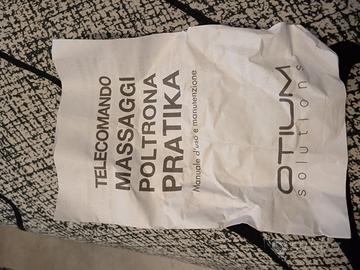 TELECOMANDO
MASSAGGI
POLTRONA
PRATIKA
Manuale d'uso e manutenzione
OTIUM
solutions